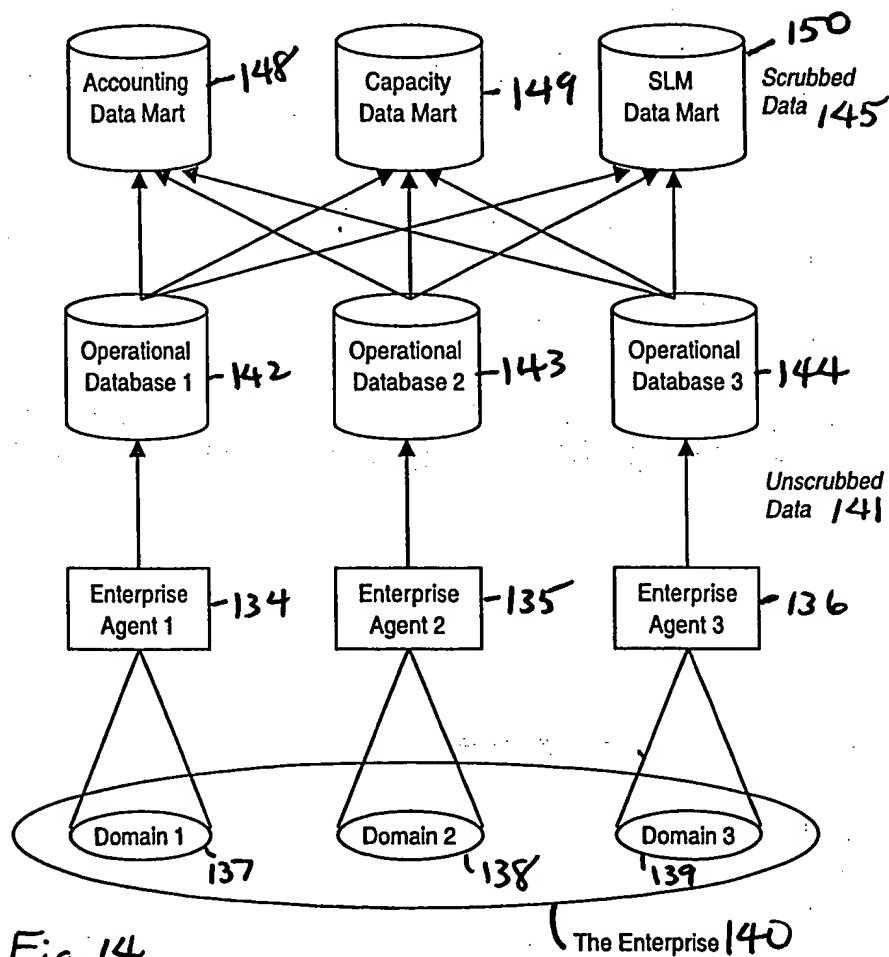 Accounting
Data Mart
148
Capacity
Data Mart
149
SLM
Data Mart
150
Scrubbed
Data 145
Operational
Database 1
142
Operational
Database 2
143
Operational
Database 3
144
Unscrubbed
Data 141
Enterprise
Agent 1
134
Enterprise
Agent 2
135
Enterprise
Agent 3
136
Domain 1
137
Domain 2
138
Domain 3
139
The Enterprise 140
Fig. 14